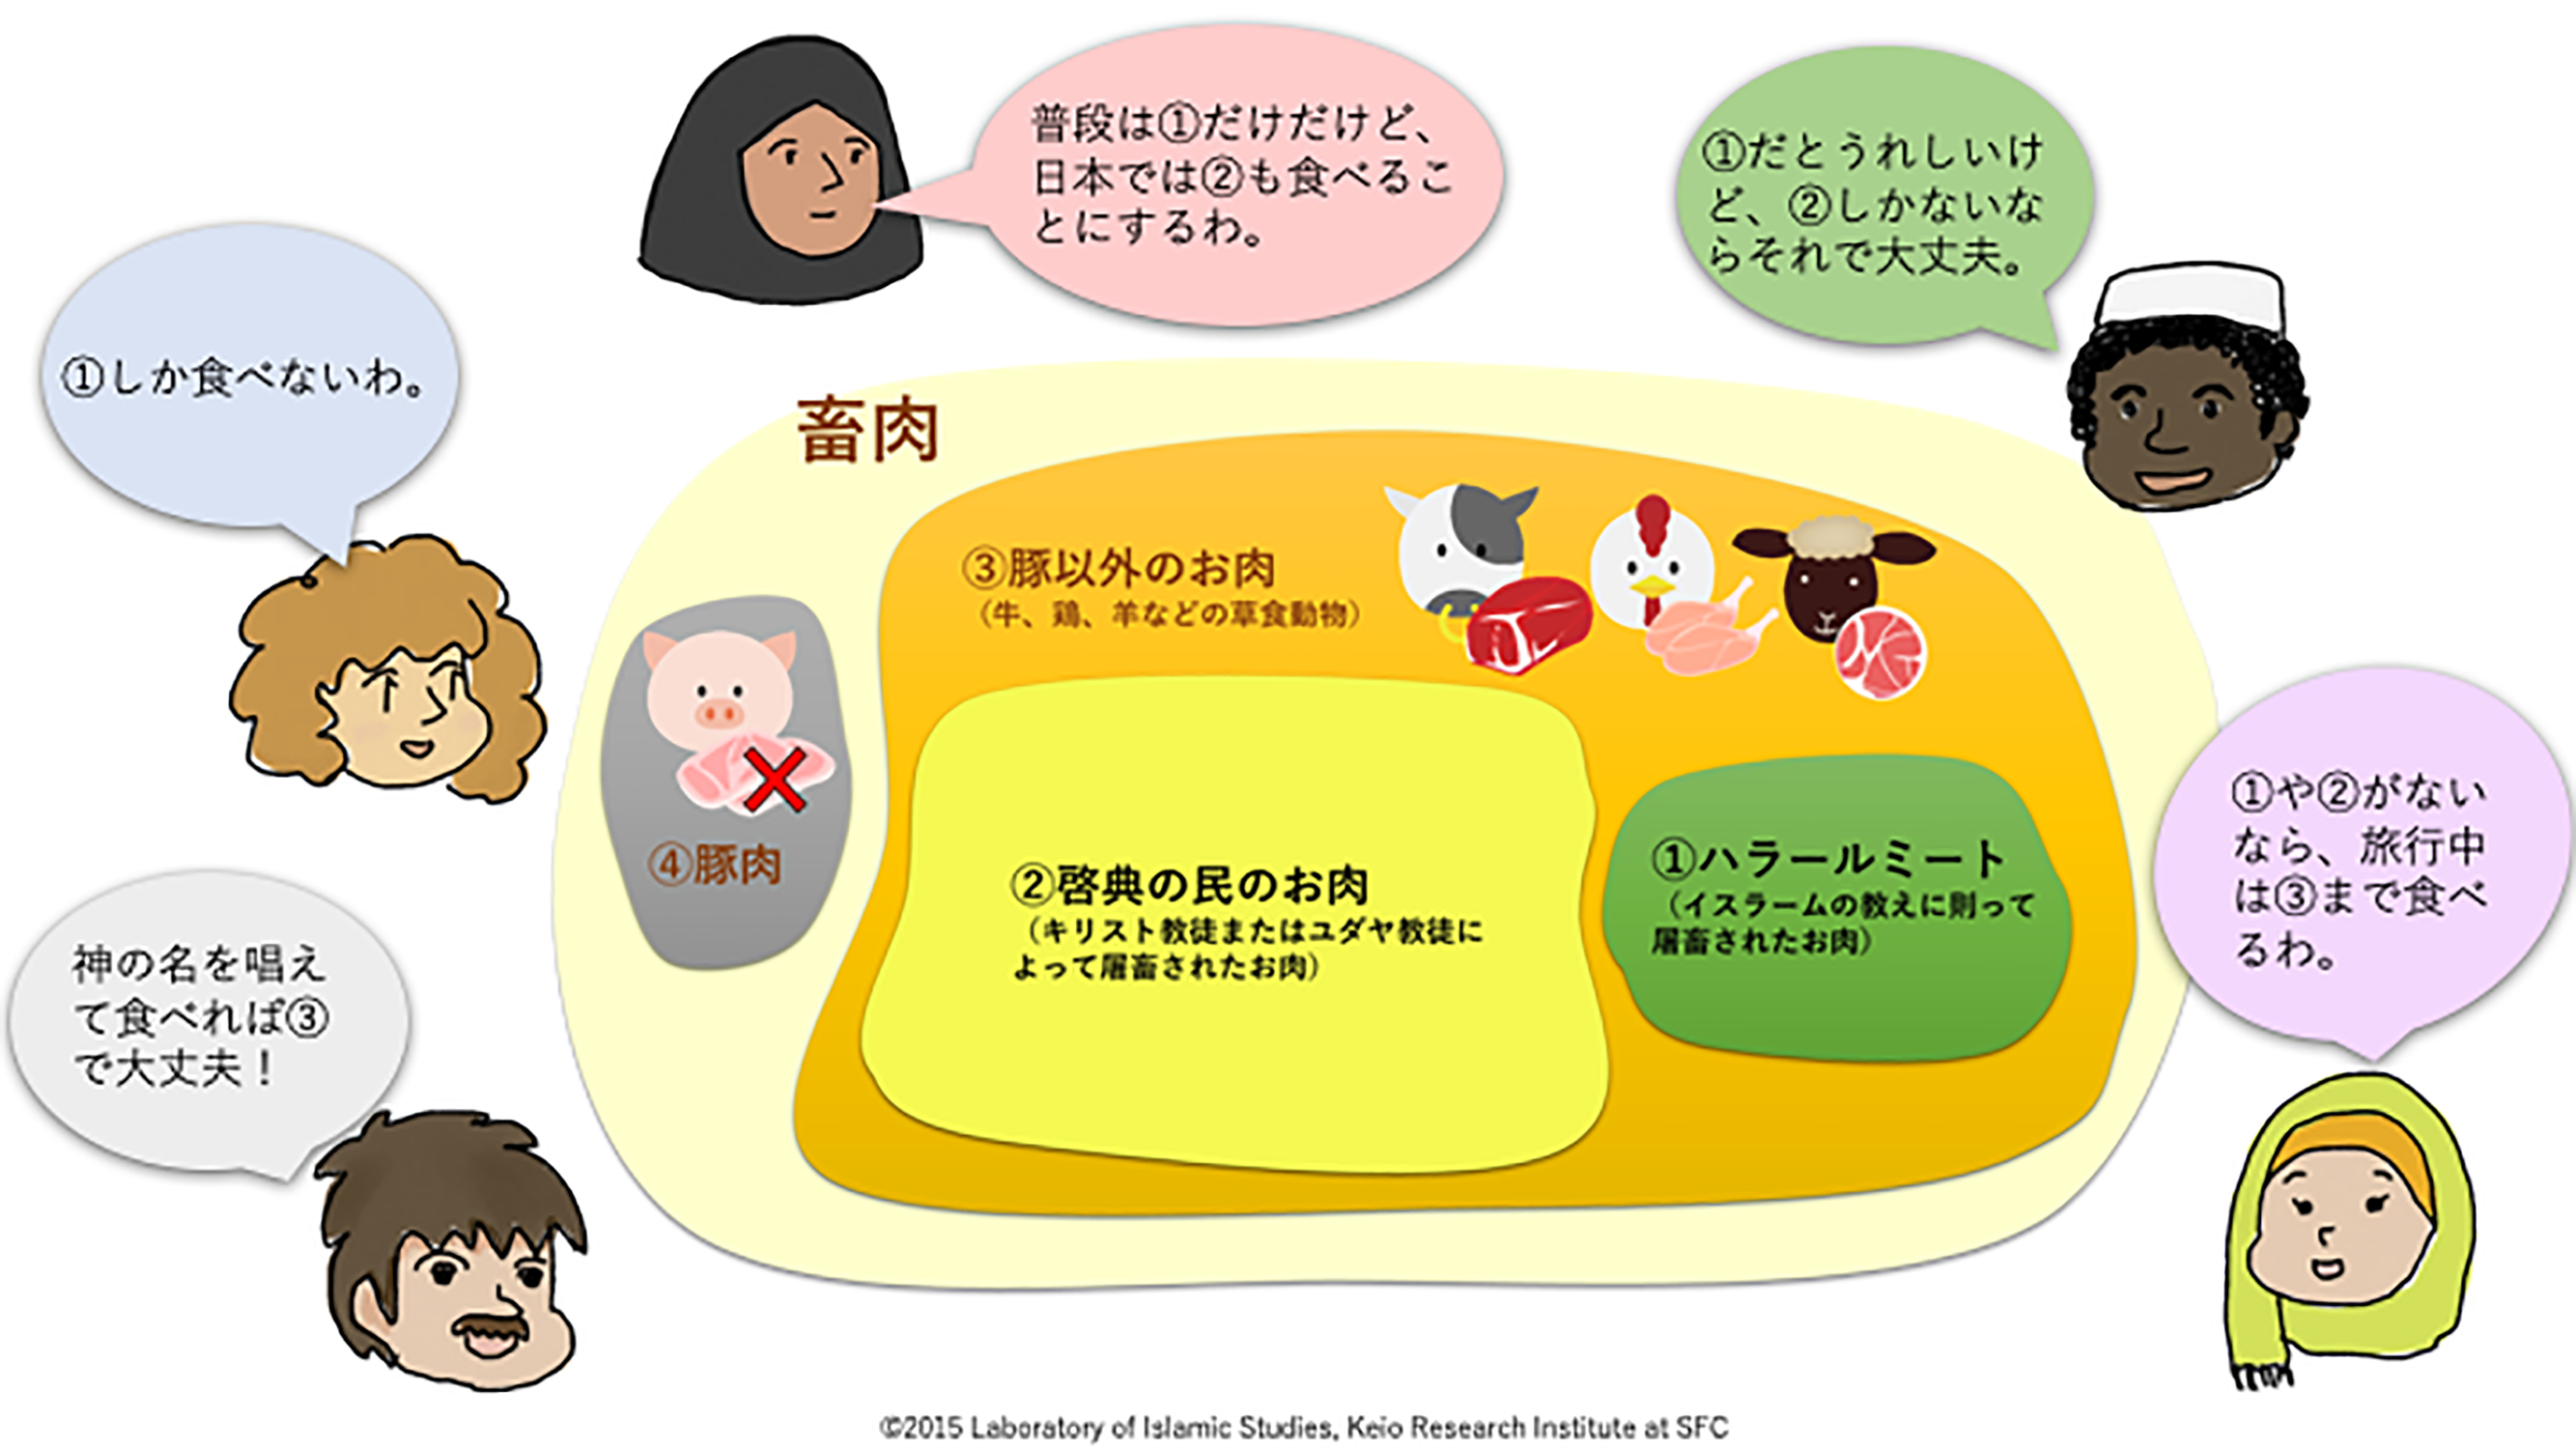 普段は①だけだけど、
日本では②も食べるこ
とにするわ。
①だとうれしいけ
ど、②しかないな
らそれで大丈夫。
①しか食べないわ。
畜肉
③豚以外のお肉
（牛、鶏、羊などの草食動物）
④豚肉
②啓典の民のお肉
（キリスト教徒またはユダヤ教徒に
よって屠畜されたお肉）
①ハラールミート
（イスラームの教えに則って
屠畜されたお肉）
①や②がない
なら、旅行中
は③まで食べ
るわ。
神の名を唱え
て食べれば③
で大丈夫！
©2015 Laboratory of Islamic Studies, Keio Research Institute at SFC